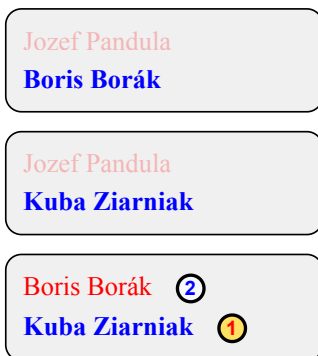 Jozef Pandula
Boris Borák
Jozef Pandula
Kuba Ziarniak
Boris Borák 2
Kuba Ziarniak 1